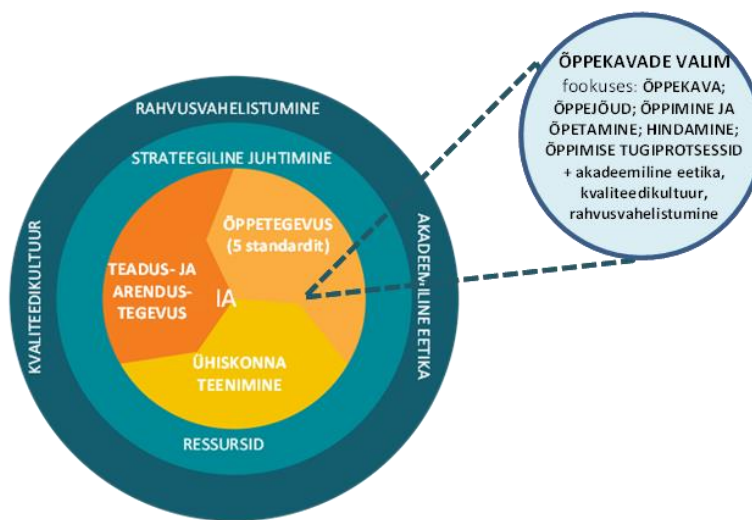 RAHVUSVAHELISTUMINE
STRATEEGILINE JUHTIMINE
KVALITEEDIKULTUUR
AKADEEMILINE EETIKA
ÕPPETEGEVUS
(5 standardit)
TEADUS- JA
ARENDUS-
TEGEVUS
IA
ÜHISKONNA
TEENIMINE
RESSURSID
ÕPPEKAVADE VALIM
fookuses: ÕPPEKAVA;
ÕPPEJÕUD; ÕPPIMINE JA
ÕPETAMINE; HINDAMINE;
ÕPPIMISE TUGIPROTSESSID
+ akadeemiline eetika,
kvaliteedikultuur,
rahvusvahelistumine